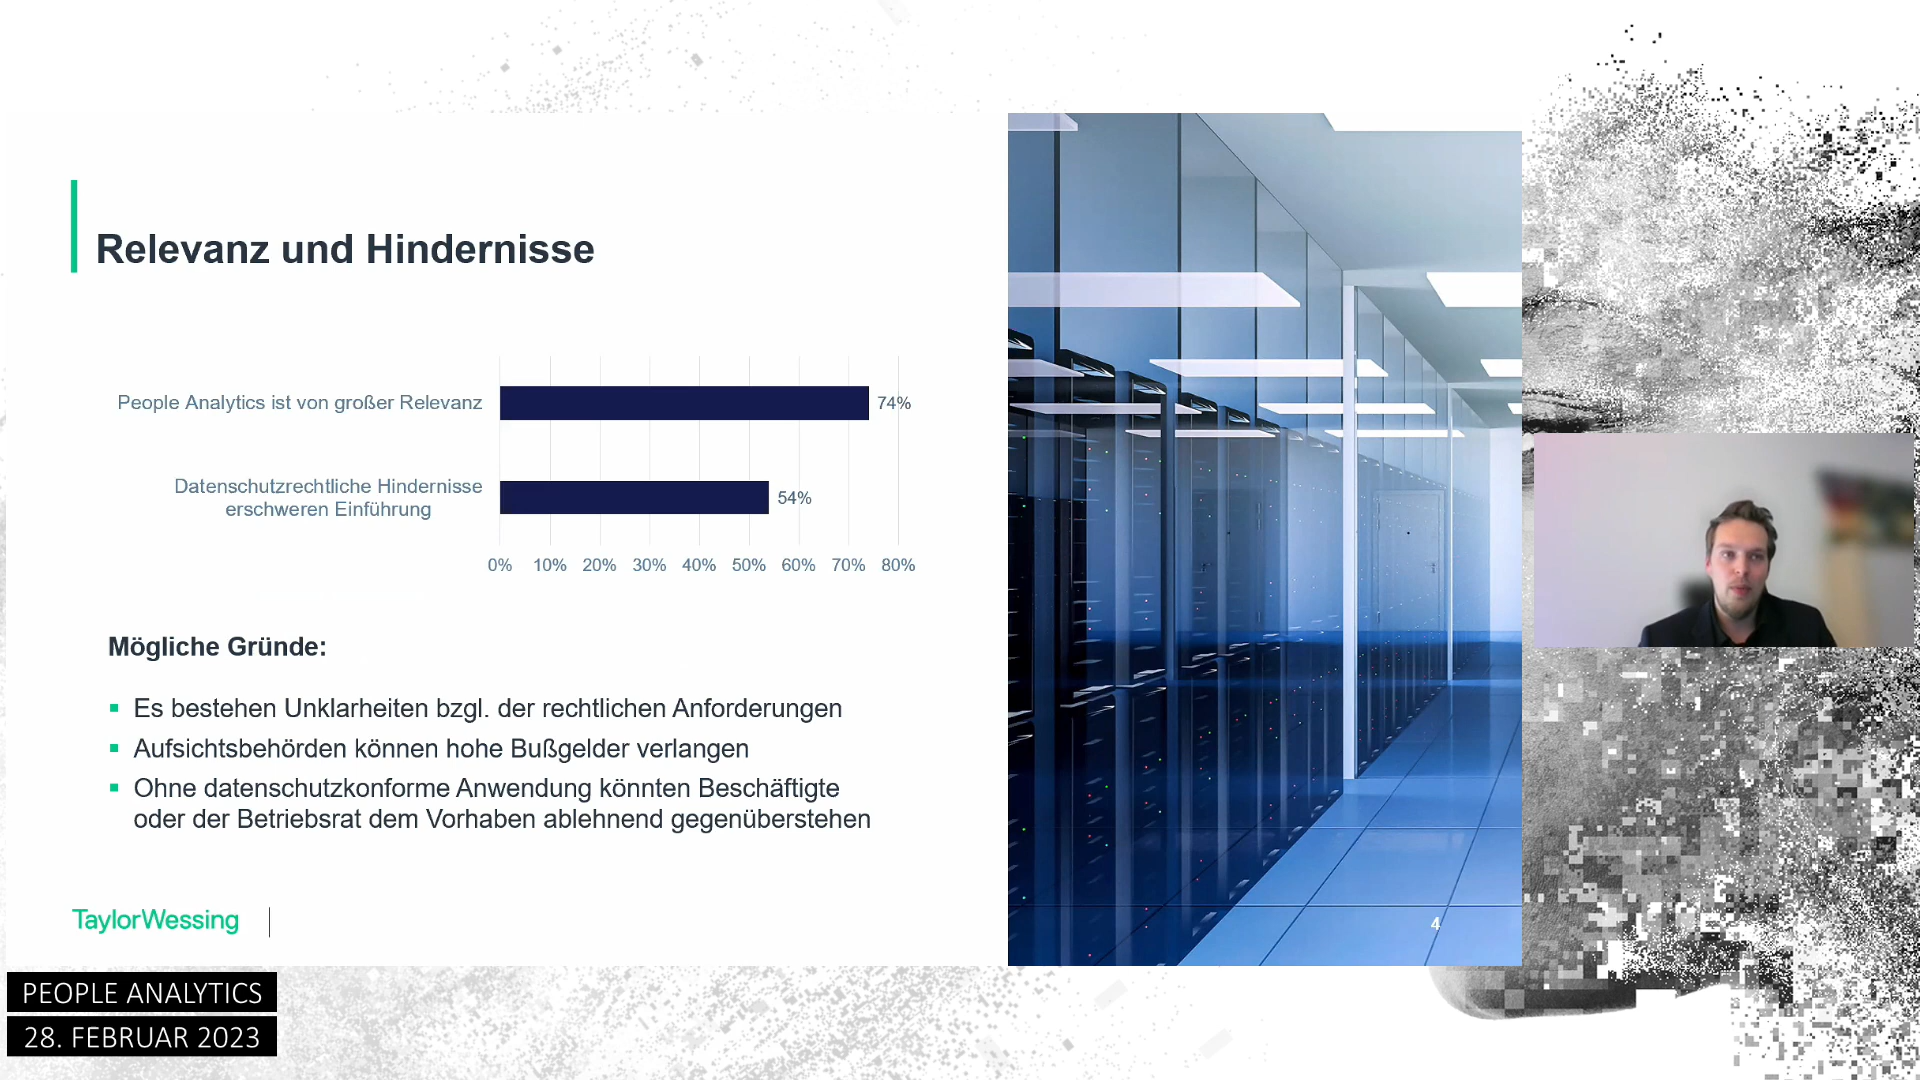 Relevanz und Hindernisse
People Analytics ist von großer Relevanz
74%
Datenschutzrechtliche Hindernisse
erschweren Einführung
54%
0% 10% 20% 30% 40% 50% 60% 70% 80%
Mögliche Gründe:
Es bestehen Unklarheiten bzgl. der rechtlichen Anforderungen
Aufsichtsbehörden können hohe Bußgelder verlangen
Ohne datenschutzkonforme Anwendung könnten Beschäftigte
oder der Betriebsrat dem Vorhaben ablehnend gegenüberstehen
TaylorWessing
4
PEOPLE ANALYTICS
28. FEBRUAR 2023